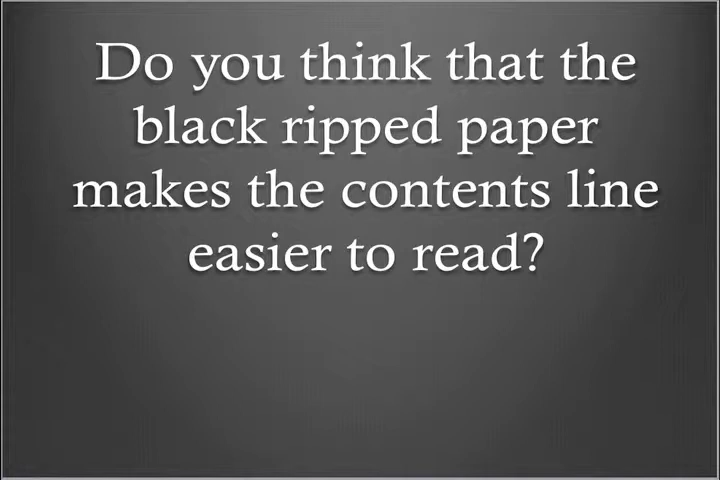 Do you think that the
black ripped paper
makes the contents line
easier to read?